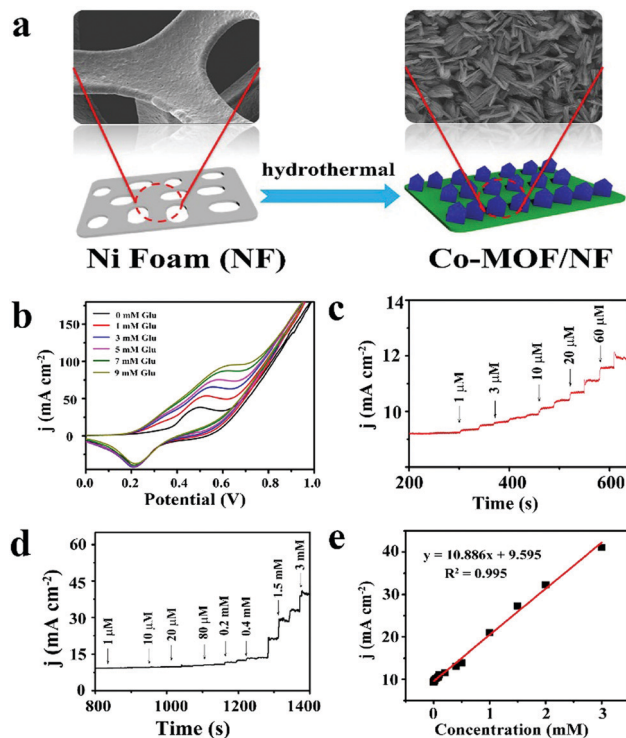 a
hydrothermal
Ni Foam (NF)
Co-MOF/NF
b
j (mA cm⁻²)
150
100
50
0
0 mM Glu
1 mM Glu
3 mM Glu
5 mM Glu
7 mM Glu
9 mM Glu
0.0 0.2 0.4 0.6 0.8 1.0
Potential (V)
c
j (mA cm⁻²)
14
12
11
9
8
1 μM
3 μM
10 μM
20 μM
60 μM
200 400 600
Time (s)
d
j (mA cm⁻²)
60
45
30
15
0
1 μM
10 μM
20 μM
80 μM
0.2 mM
0.4 mM
1.5 mM
3 mM
800 1000 1200 1400
Time (s)
e
j (mA cm⁻²)
50
40
30
20
10
y = 10.886x + 9.595
R² = 0.995
0 1 2 3
Concentration (mM)